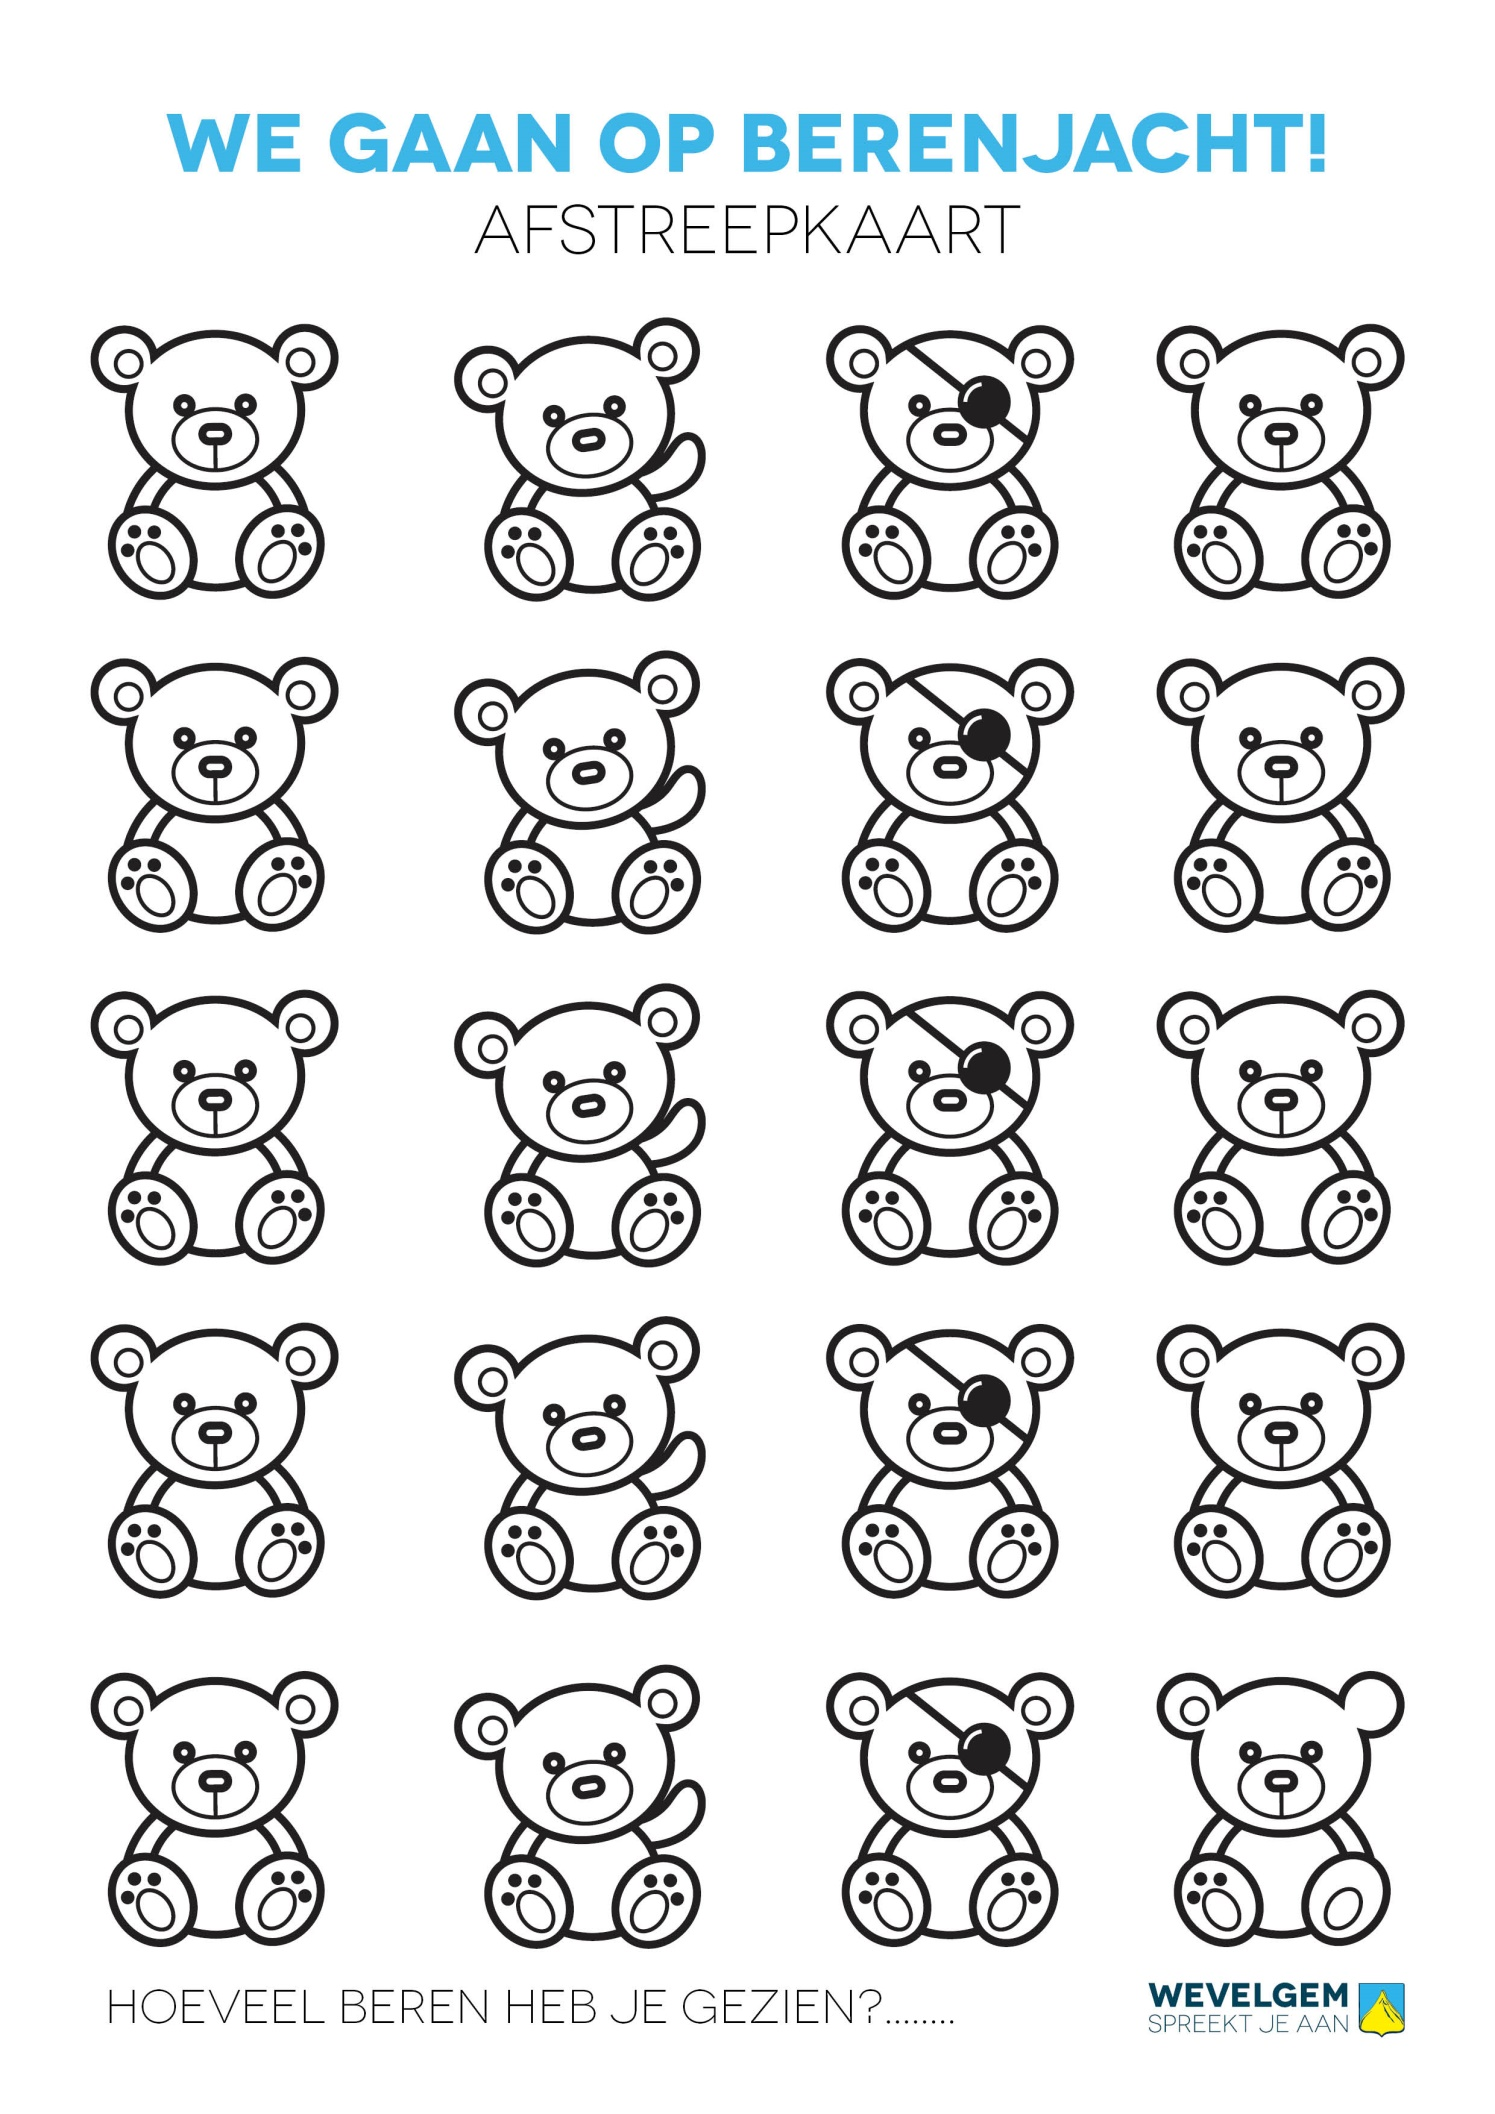 WE GAAN OP BERENJACHT!
AFSTREEPKAART
HOEVEEL BEREN HEB JE GEZIEN?........
WEVELGEM
SPREEKT JE AAN